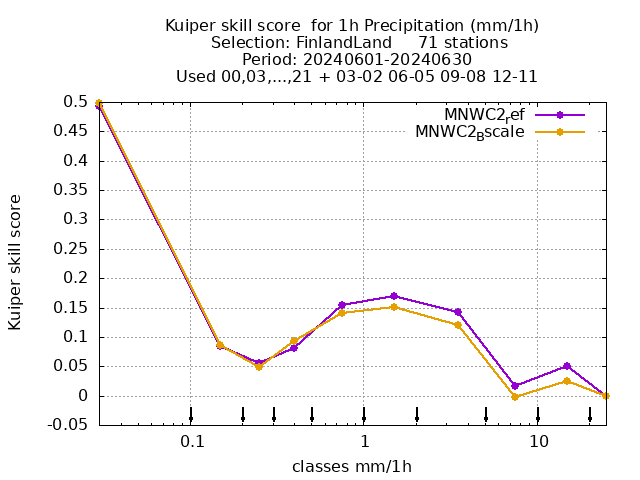 Kuiper skill score  for 1h Precipitation (mm/1h)
Selection: FinlandLand     71 stations
Period: 20240601-20240630
Used 00,03,...,21 + 03-02 06-05 09-08 12-11
MNWC2ref
MNWC2Bscale
0.5
0.45
0.4
0.35
0.3
0.25
0.2
0.15
0.1
0.05
0
-0.05
Kuiper skill score
0.1 1 10
classes mm/1h